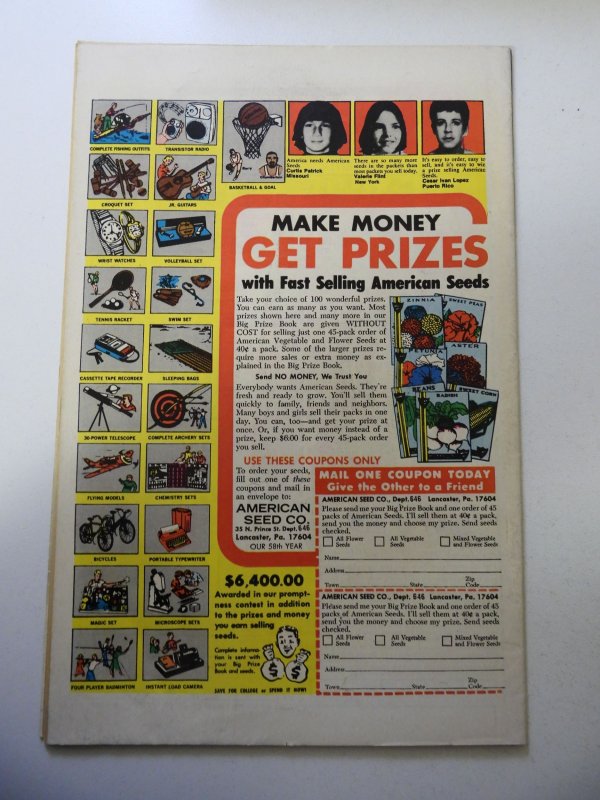 COMPLETE FISHING OUTFITS
TRANSISTOR RADIO
CROQUET SET
JR. GUITARS
WRIST WATCHES
VOLLEYBALL SET
TENNIS RACKET
SWIM SET
CASSETTE TAPE RECORDER
SLEEPING BAGS
30-POWER TELESCOPE
COMPLETE ARCHERY SETS
FLYING MODELS
CHEMISTRY SETS
BICYCLES
PORTABLE TYPEWRITER
MAGIC SET
MICROSCOPE SETS
FOUR PLAYER BADMINTON
INSTANT LOAD CAMERA
BASKETBALL & GOAL
America needs American
Seeds
Curtis Patrick
Missouri
There are so many more
seeds in the packets than
most packets you sell today.
Valerie Flini
New York
It's easy to order, easy to
sell, and it's easy to win
a prize selling American
Seeds.
Cesar Ivan Lopez
Puerto Rico
MAKE MONEY
GET PRIZES
with Fast Selling American Seeds
Take your choice of 100 wonderful prizes.
You can earn as many as you want. Most
prizes shown here and many more in our
Big Prize Book are given WITHOUT
COST for selling just one 45-pack order of
American Vegetable and Flower Seeds at
40¢ a pack. Some of the larger prizes re-
quire more sales or extra money as ex-
plained in the Big Prize Book.
Send NO MONEY, We Trust You
Everybody wants American Seeds. They're
fresh and ready to grow. You'll sell them
quickly to family, friends and neighbors.
Many boys and girls sell their packs in one
day. You can, too—and get your prize at
once. Or, if you want money instead of a
prize, keep $6.00 for every 45-pack order
you sell.
ZINNIA
SWEET PEAS
PETUNIA
ASTER
BEANS
RADISH
POCKET CORN
USE THESE COUPONS ONLY
To order your seeds,
fill out one of these
coupons and mail in
an envelope to:
AMERICAN
SEED CO.
35 N. Prince St. Dept. 646
Lancaster, Pa. 17604
OUR 58th YEAR
MAIL ONE COUPON TODAY
Give the Other to a Friend
AMERICAN SEED CO., Dept. 646 Lancaster, Pa. 17604
Please send me your Big Prize Book and one order of 45
packs of American Seeds. I'll sell them at 40¢ a pack,
send you the money and choose my prize. Send seeds
checked.
All Flower
Seeds
All Vegetable
Seeds
Mixed Vegetable
and Flower Seeds
Name
Address
Town State Zip Code
AMERICAN SEED CO., Dept. 646 Lancaster, Pa. 17604
Please send me your Big Prize Book and one order of 45
packs of American Seeds. I'll sell them at 40¢ a pack,
send you the money and choose my prize. Send seeds
checked.
All Flower
Seeds
All Vegetable
Seeds
Mixed Vegetable
and Flower Seeds
Name
Address
Town State Zip Code
$6,400.00
Awarded in our prompt-
ness contest in addition
to the prizes and money
you earn selling
seeds.
Complete informa-
tion is sent with
your Big Prize
Book and seeds.
$ $
SAVE FOR COLLEGE or SPEND IT NOW!